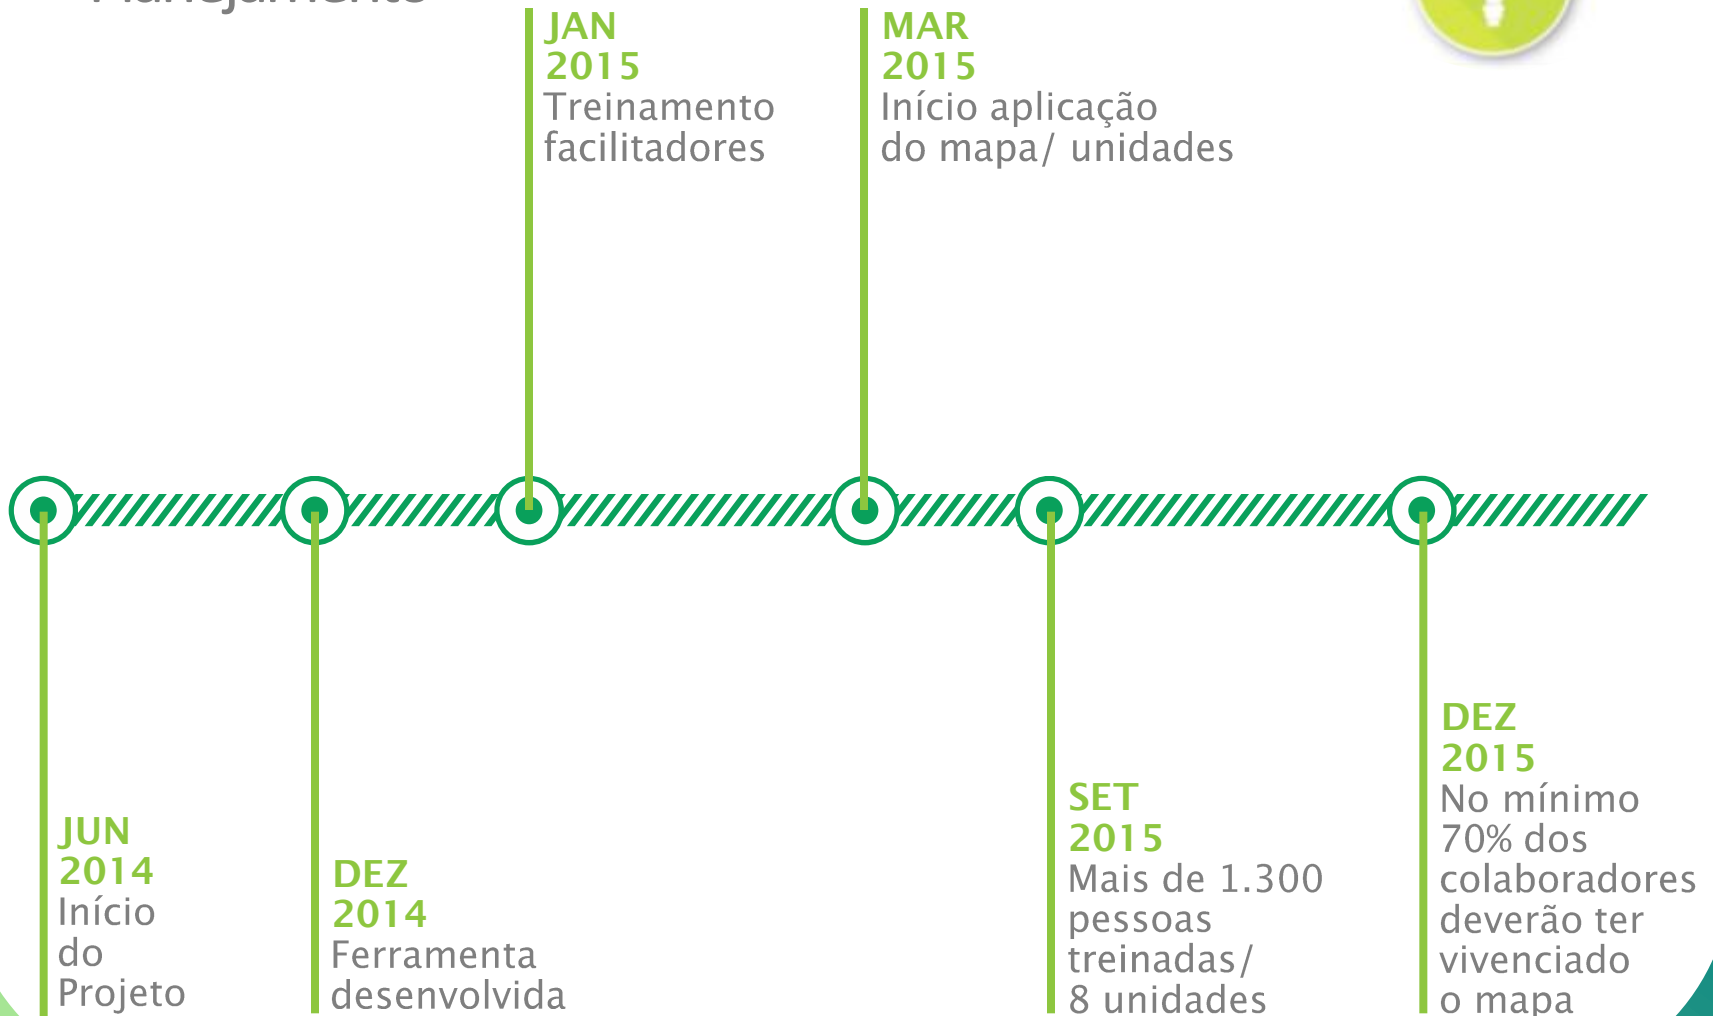 Planejamento
JAN
2015
Treinamento
facilitadores
MAR
2015
Início aplicação
do mapa/ unidades
JUN
2014
Início
do
Projeto
DEZ
2014
Ferramenta
desenvolvida
SET
2015
Mais de 1.300
pessoas
treinadas/
8 unidades
DEZ
2015
No mínimo
70% dos
colaboradores
deverão ter
vivenciado
o mapa